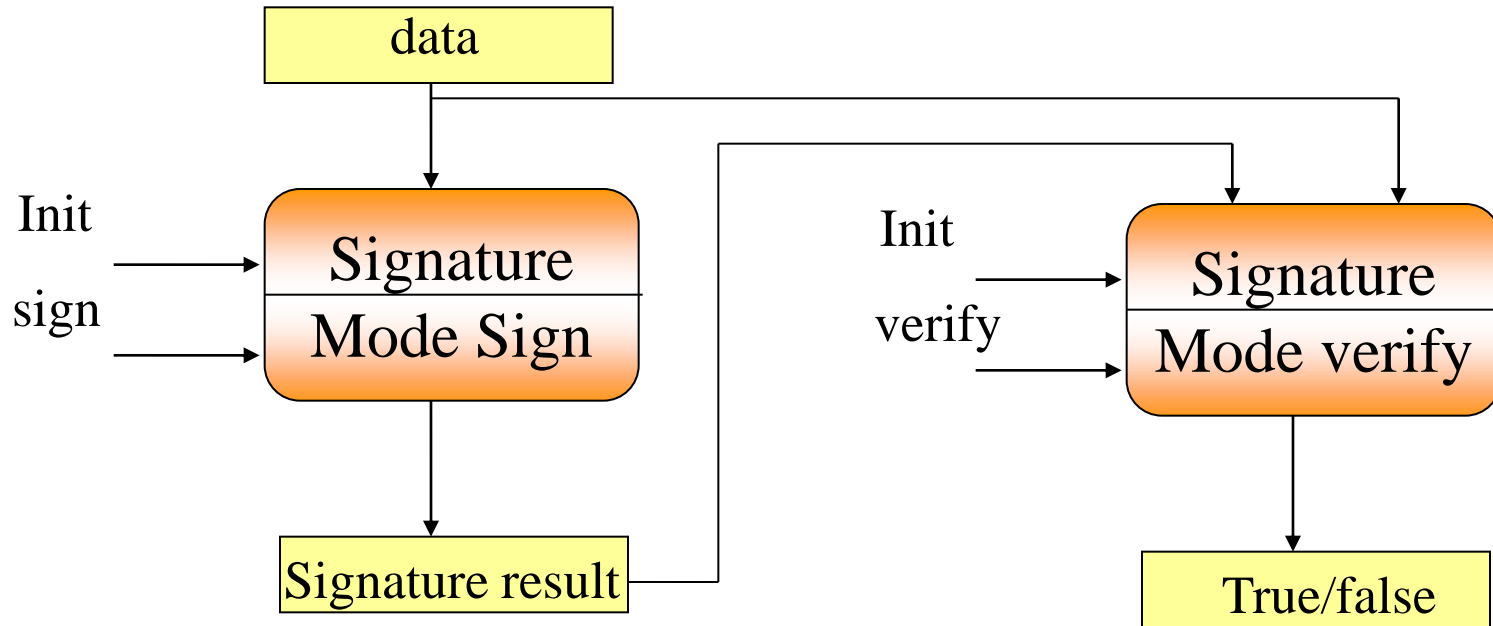 data
Init
sign
Signature
Mode Sign
Signature result
Init
verify
Signature
Mode verify
True/false